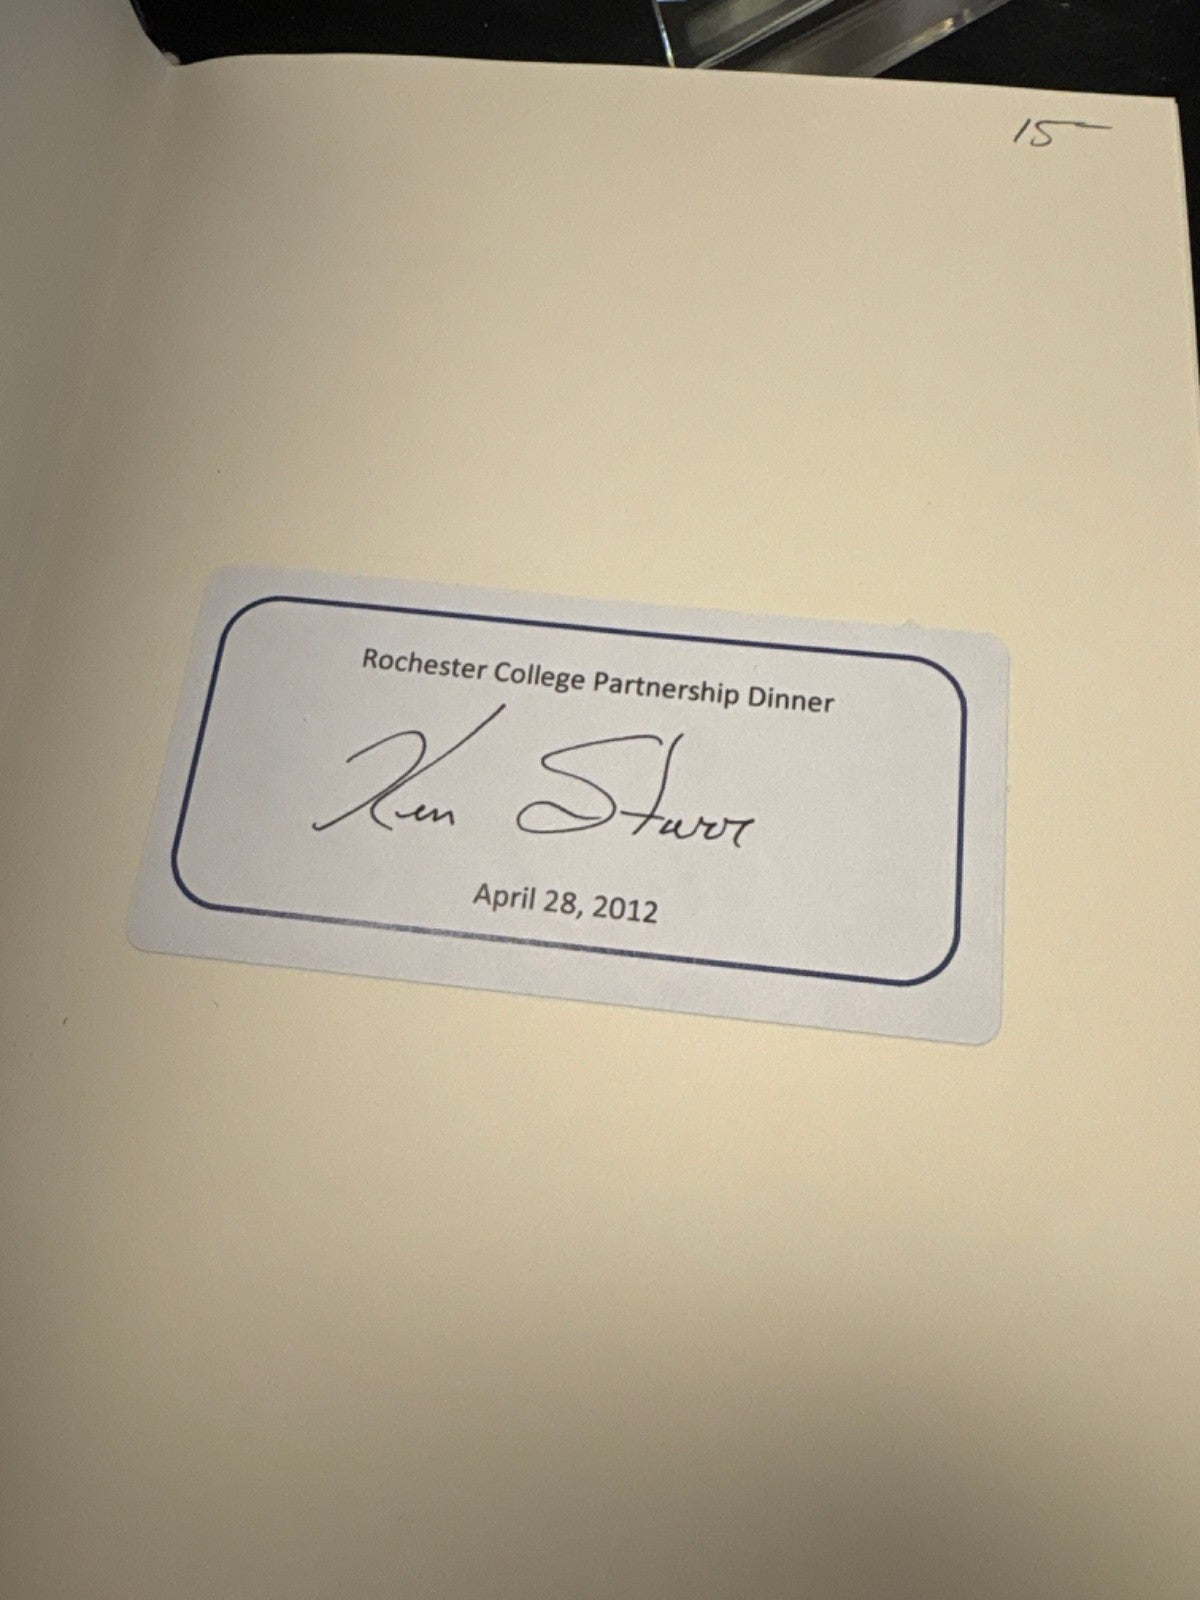 15-
Rochester College Partnership Dinner
Ken Starr
April 28, 2012